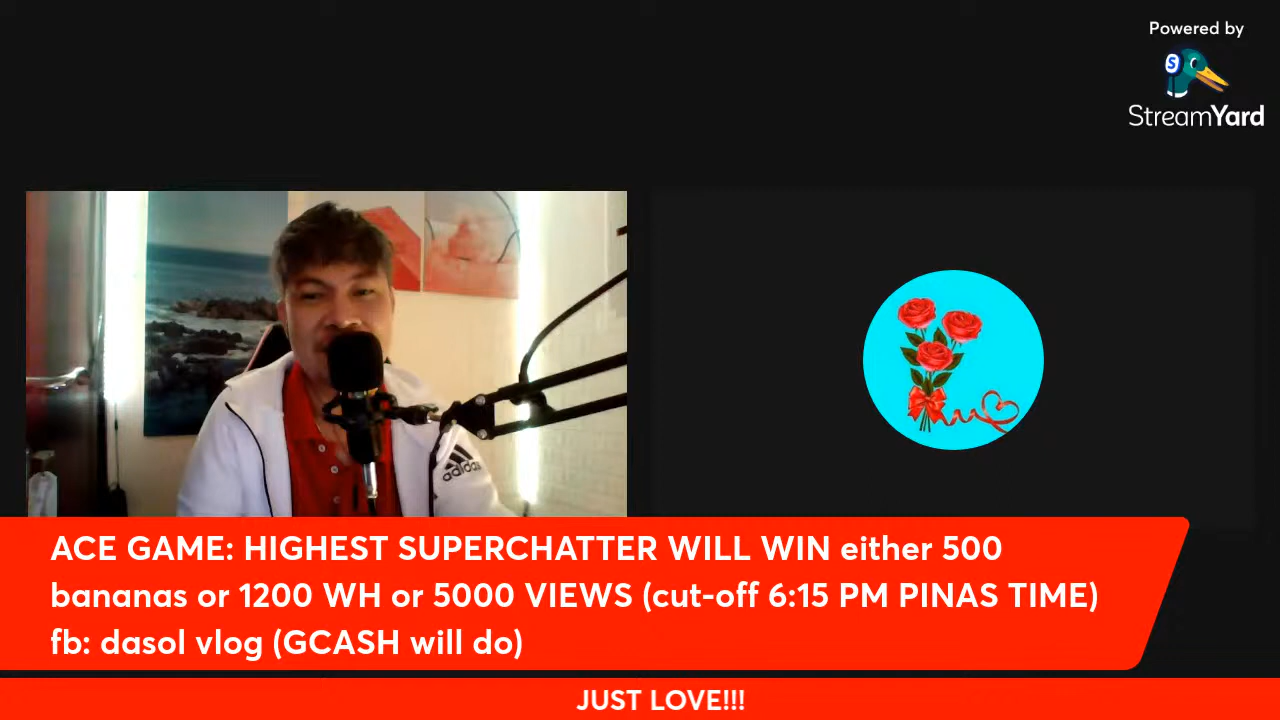 Powered by
S
StreamYard
adidas
ACE GAME: HIGHEST SUPERCHATTER WILL WIN either 500
bananas or 1200 WH or 5000 VIEWS (cut-off 6:15 PM PINAS TIME)
fb: dasol vlog (GCASH will do)
JUST LOVE!!!